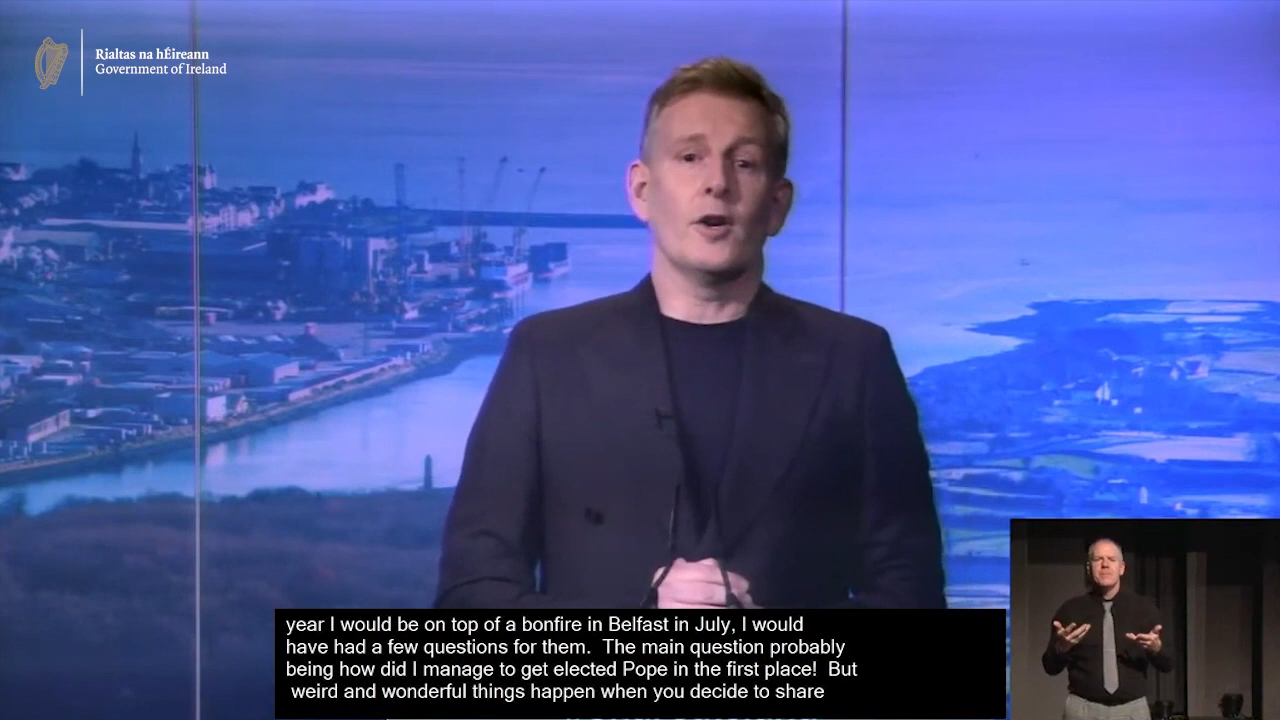 Rialtas na hÉireann
Government of Ireland
year I would be on top of a bonfire in Belfast in July, I would
have had a few questions for them.  The main question probably
being how did I manage to get elected Pope in the first place!  But
weird and wonderful things happen when you decide to share